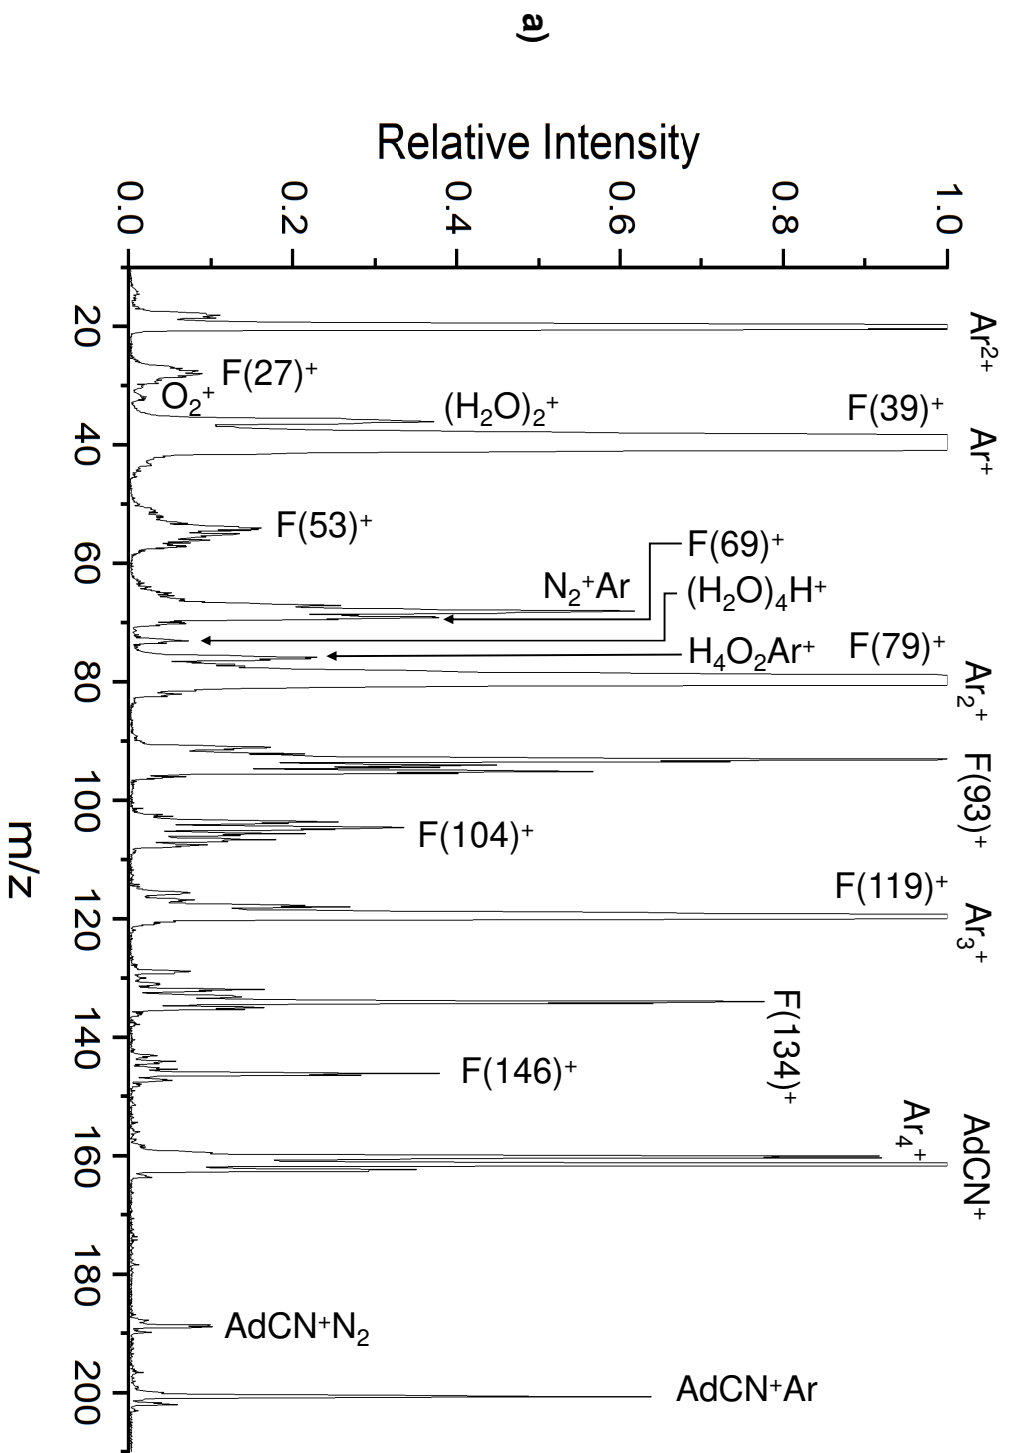 a)
Relative Intensity
0.0 0.2 0.4 0.6 0.8 1.0
m/z
20 40 60 80 100 120 140 160 180 200
Ar²⁺
F(27)⁺
O₂⁺
(H₂O)₂⁺
F(39)⁺
Ar⁺
F(53)⁺
N₂⁺Ar
F(69)⁺
(H₂O)₄H⁺
H₄O₂Ar⁺
F(79)⁺
Ar₂⁺
F(93)⁺
F(104)⁺
F(119)⁺
Ar₃⁺
F(134)⁺
F(146)⁺
Ar₄⁺
AdCN⁺
AdCN⁺N₂
AdCN⁺Ar